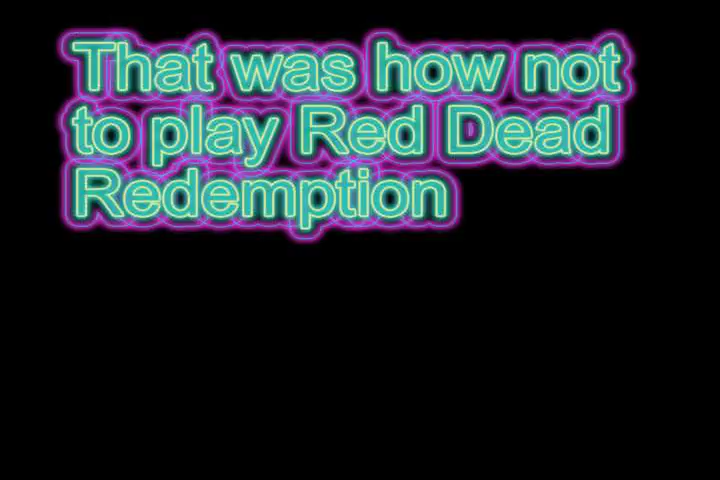 That was how not
to play Red Dead
Redemption